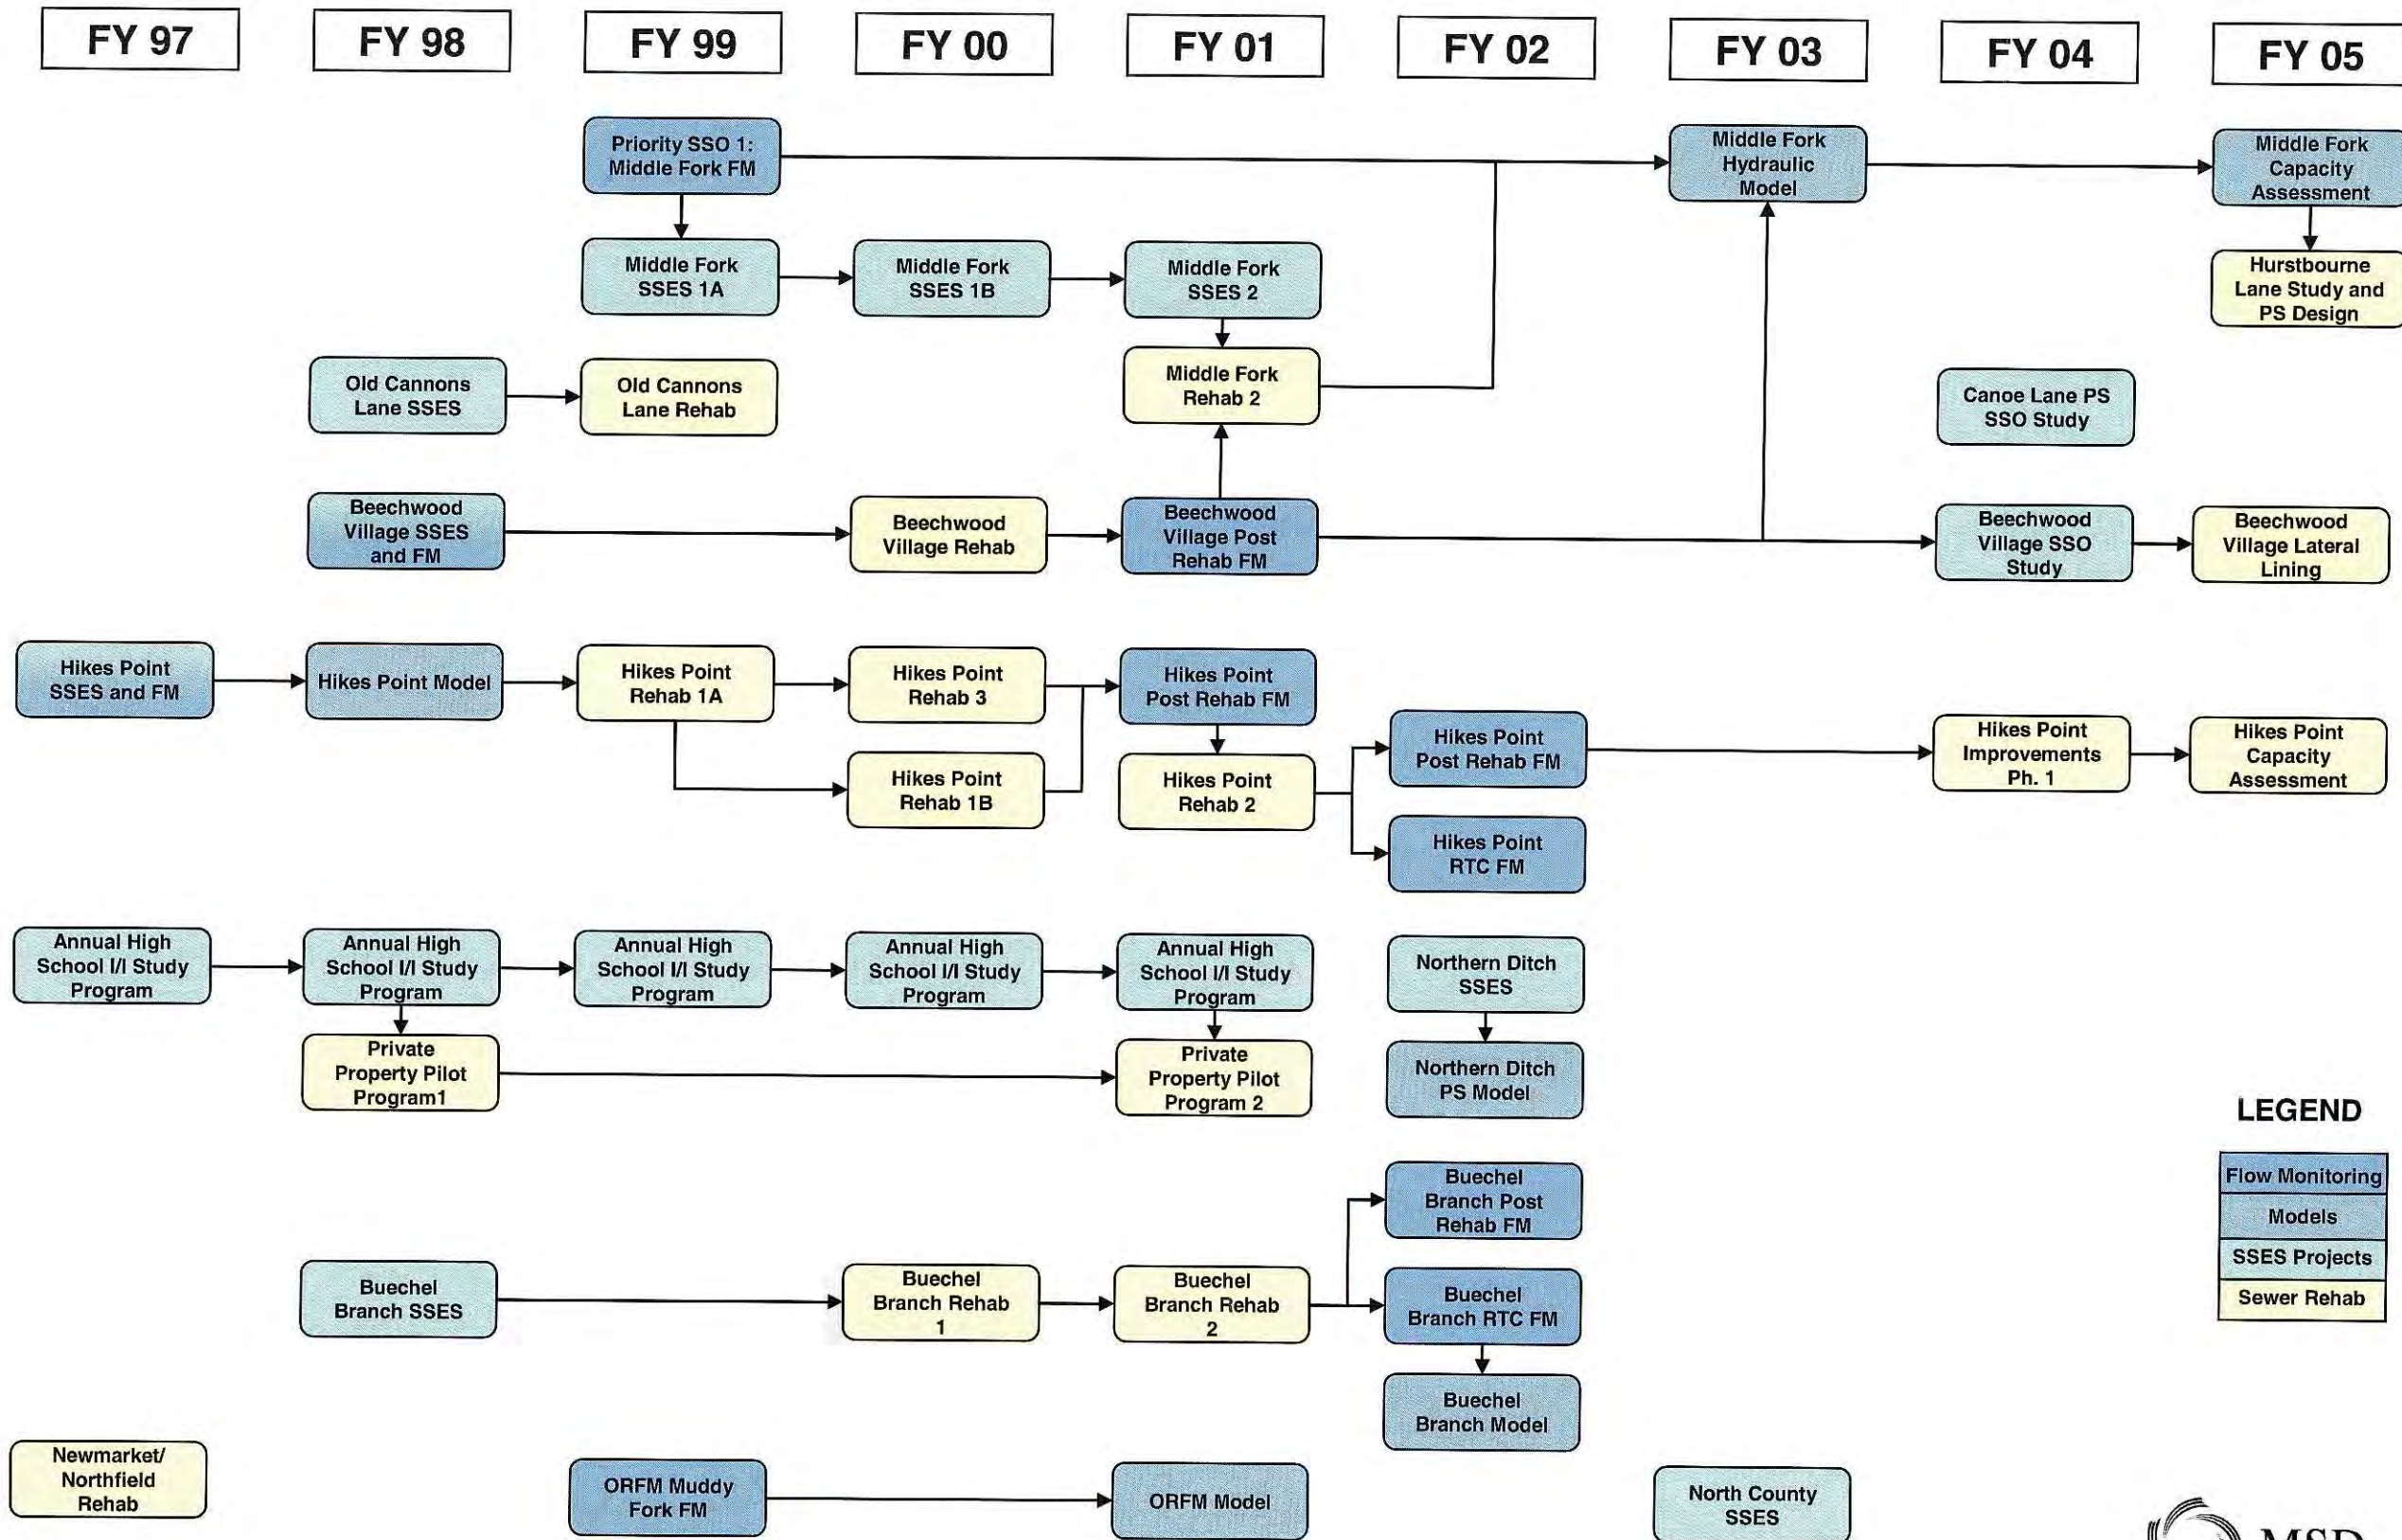 FY 97
FY 98
FY 99
FY 00
FY 01
FY 02
FY 03
FY 04
FY 05
Priority SSO 1:
Middle Fork FM
Middle Fork
Hydraulic
Model
Middle Fork
Capacity
Assessment
Middle Fork
SSES 1A
Middle Fork
SSES 1B
Middle Fork
SSES 2
Hurstbourne
Lane Study and
PS Design
Old Cannons
Lane SSES
Old Cannons
Lane Rehab
Middle Fork
Rehab 2
Canoe Lane PS
SSO Study
Beechwood
Village SSES
and FM
Beechwood
Village Rehab
Beechwood
Village Post
Rehab FM
Beechwood
Village SSO
Study
Beechwood
Village Lateral
Lining
Hikes Point
SSES and FM
Hikes Point Model
Hikes Point
Rehab 1A
Hikes Point
Rehab 3
Hikes Point
Post Rehab FM
Hikes Point
Rehab 1B
Hikes Point
Rehab 2
Hikes Point
Post Rehab FM
Hikes Point
Improvements
Ph. 1
Hikes Point
Capacity
Assessment
Hikes Point
RTC FM
Annual High
School I/I Study
Program
Annual High
School I/I Study
Program
Annual High
School I/I Study
Program
Annual High
School I/I Study
Program
Annual High
School I/I Study
Program
Northern Ditch
SSES
Private
Property Pilot
Program1
Private
Property Pilot
Program 2
Northern Ditch
PS Model
LEGEND
Flow Monitoring
Models
SSES Projects
Sewer Rehab
Buechel
Branch Post
Rehab FM
Buechel
Branch SSES
Buechel
Branch Rehab
1
Buechel
Branch Rehab
2
Buechel
Branch RTC FM
Buechel
Branch Model
Newmarket/
Northfield
Rehab
ORFM Muddy
Fork FM
ORFM Model
North County
SSES
MSD